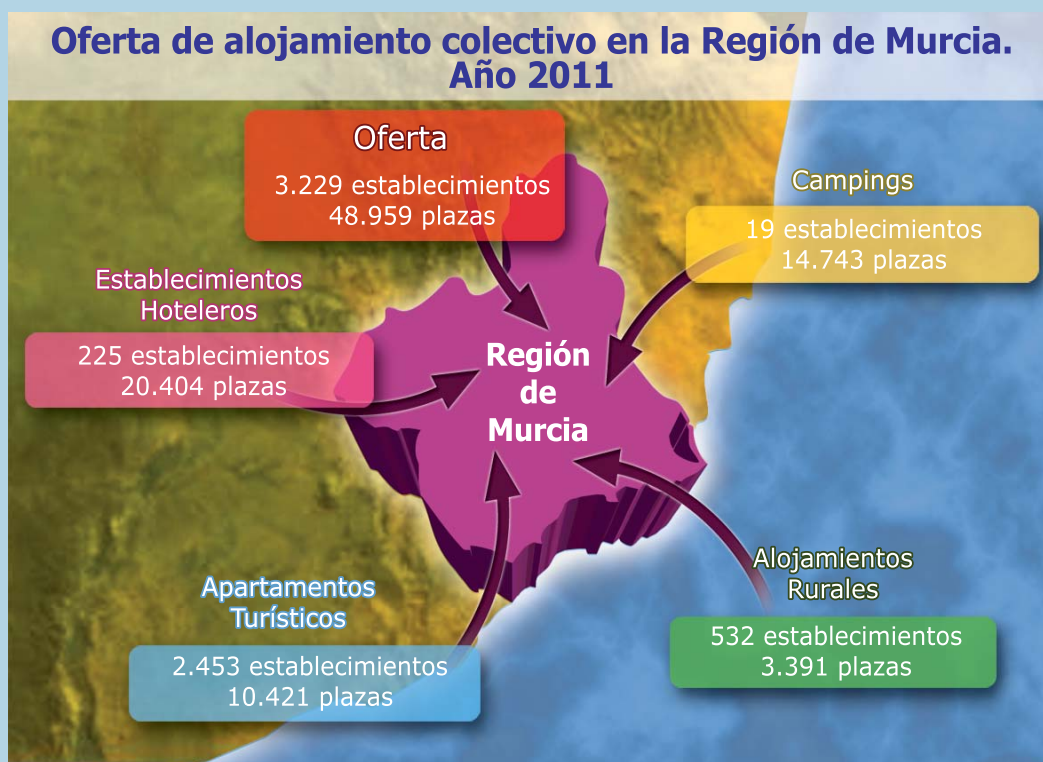 Oferta de alojamiento colectivo en la Región de Murcia.
Año 2011
Oferta
3.229 establecimientos
48.959 plazas
Campings
19 establecimientos
14.743 plazas
Establecimientos
Hoteleros
225 establecimientos
20.404 plazas
Región
de
Murcia
Alojamientos
Rurales
532 establecimientos
3.391 plazas
Apartamentos
Turísticos
2.453 establecimientos
10.421 plazas